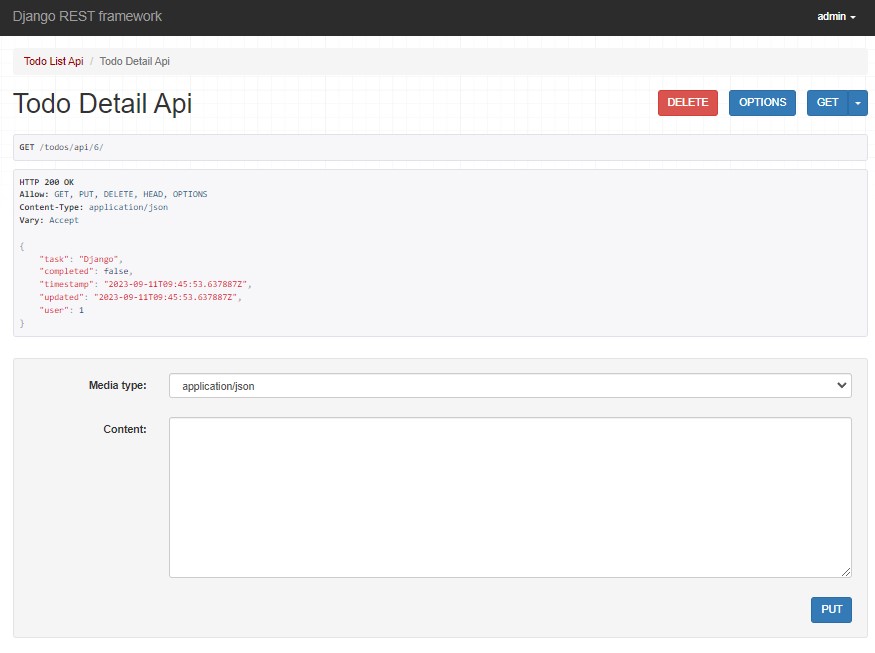 Django REST framework
admin
Todo List Api / Todo Detail Api
Todo Detail Api
DELETE
OPTIONS
GET
GET /todos/api/6/
HTTP 200 OK
Allow: GET, PUT, DELETE, HEAD, OPTIONS
Content-Type: application/json
Vary: Accept
{
"task": "Django",
"completed": false,
"timestamp": "2023-09-11T09:45:53.637887Z",
"updated": "2023-09-11T09:45:53.637887Z",
"user": 1
}
Media type:
application/json
Content:
PUT